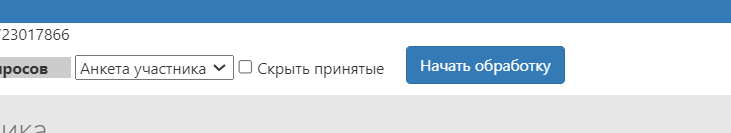 723017866
просов Анкета участника Скрыть принятые Начать обработку
ика